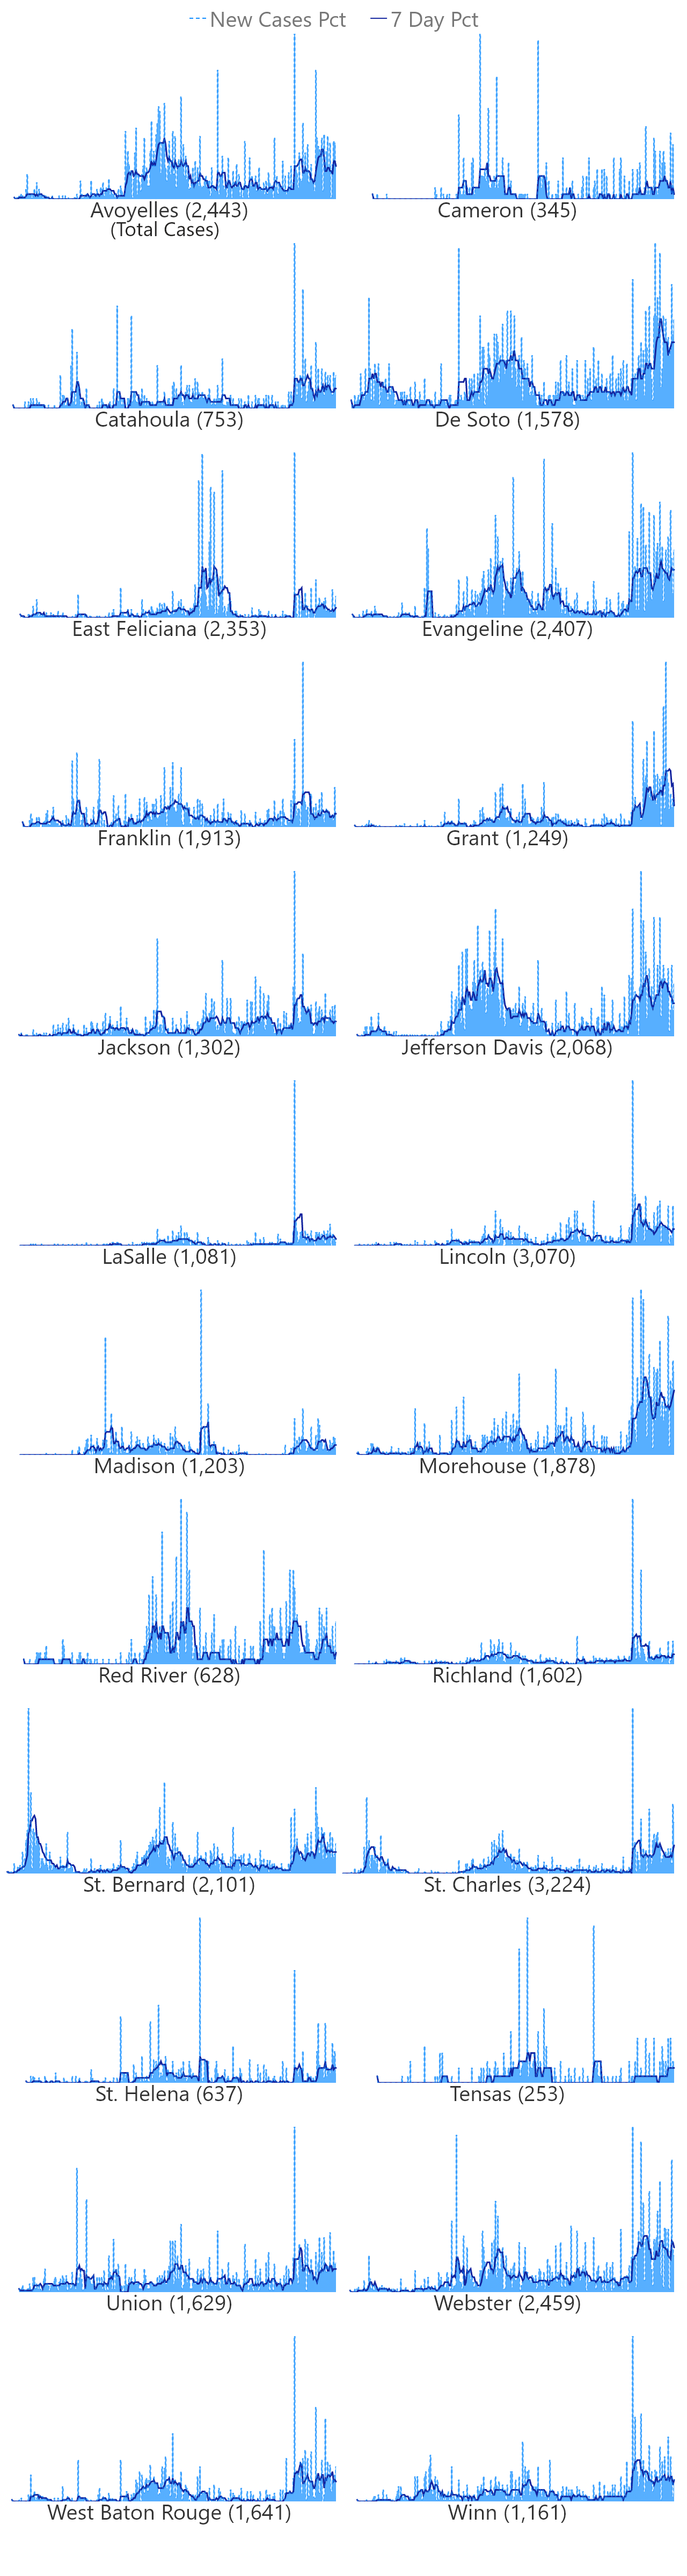 New Cases Pct 7 Day Pct
Avoyelles (2,443) Cameron (345)
(Total Cases)
Catahoula (753) De Soto (1,578)
East Feliciana (2,353) Evangeline (2,407)
Franklin (1,913) Grant (1,249)
Jackson (1,302) Jefferson Davis (2,068)
LaSalle (1,081) Lincoln (3,070)
Madison (1,203) Morehouse (1,878)
Red River (628) Richland (1,602)
St. Bernard (2,101) St. Charles (3,224)
St. Helena (637) Tensas (253)
Union (1,629) Webster (2,459)
West Baton Rouge (1,641) Winn (1,161)